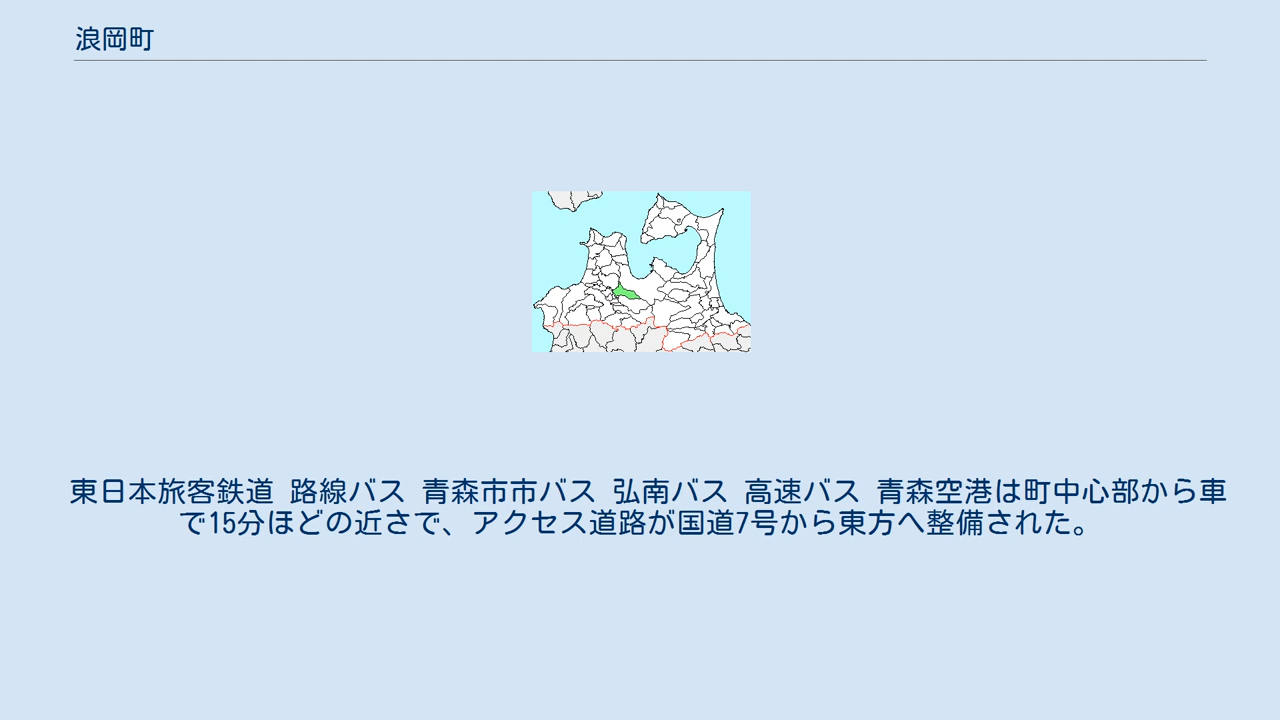 浪岡町
東日本旅客鉄道 路線バス 青森市市バス 弘南バス 高速バス 青森空港は町中心部から車
で15分ほどの近さで、アクセス道路が国道7号から東方へ整備された。